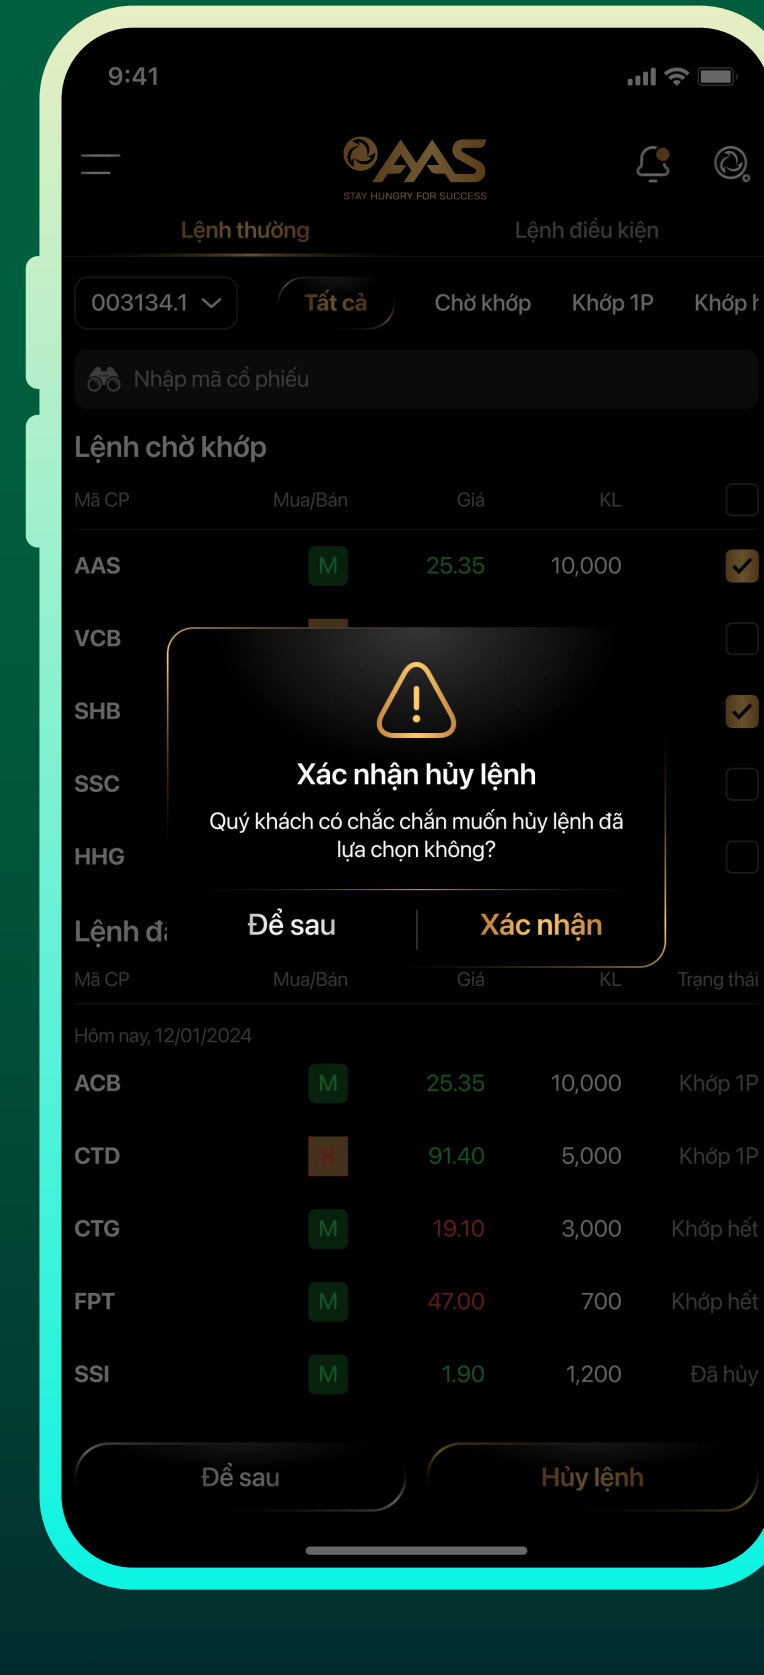 9:41
AAS
STAY HUNGRY FOR SUCCESS
Lệnh thường Lệnh điều kiện
003134.1 Tất cả Chờ khớp Khớp 1P Khớp
Nhập mã cổ phiếu
Lệnh chờ khớp
Mã CP Mua/Bán Giá KL
AAS M 25.35 10,000
VCB
SHB
SSC
HHG
Xác nhận hủy lệnh
Quý khách có chắc chắn muốn hủy lệnh đã
lựa chọn không?
Để sau Xác nhận
Lệnh
Mã CP Mua/Bán Giá KL Trạng thái
Hôm nay, 12/01/2024
ACB M 25.35 10,000 Khớp 1P
CTD B 91.40 5,000 Khớp 1P
CTG M 19.10 3,000 Khớp hết
FPT M 47.00 700 Khớp hết
SSI M 1.90 1,200 Đã hủy
Để sau Hủy lệnh